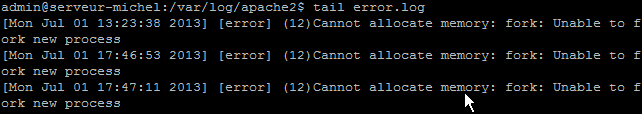 admin@serveur-michel:/var/log/apache2$ tail error.log
[Mon Jul 01 13:23:38 2013] [error] (12)Cannot allocate memory: fork: Unable to f
ork new process
[Mon Jul 01 17:46:53 2013] [error] (12)Cannot allocate memory: fork: Unable to f
ork new process
[Mon Jul 01 17:47:11 2013] [error] (12)Cannot allocate memory: fork: Unable to f
ork new process